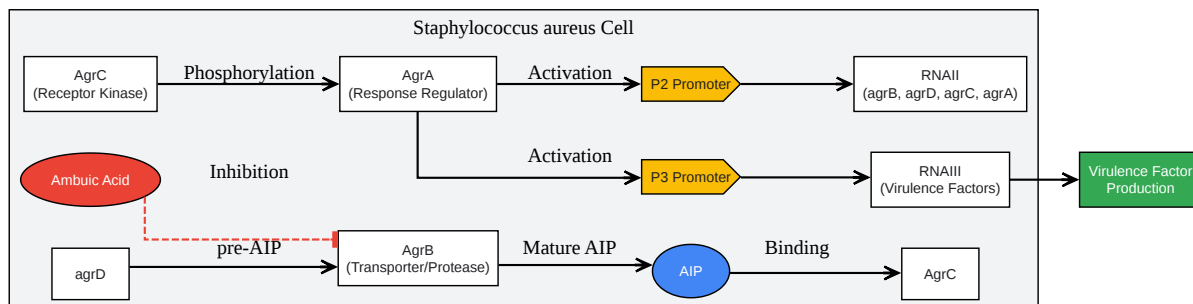 Staphylococcus aureus Cell
AgrC
(Receptor Kinase)
Phosphorylation
AgrA
(Response Regulator)
Activation
P2 Promoter
RNAII
(agrB, agrD, agrC, agrA)
Ambuic Acid
Inhibition
Activation
P3 Promoter
RNAIII
(Virulence Factors)
Virulence Factor
Production
agrD
pre-AIP
AgrB
(Transporter/Protease)
Mature AIP
AIP
Binding
AgrC